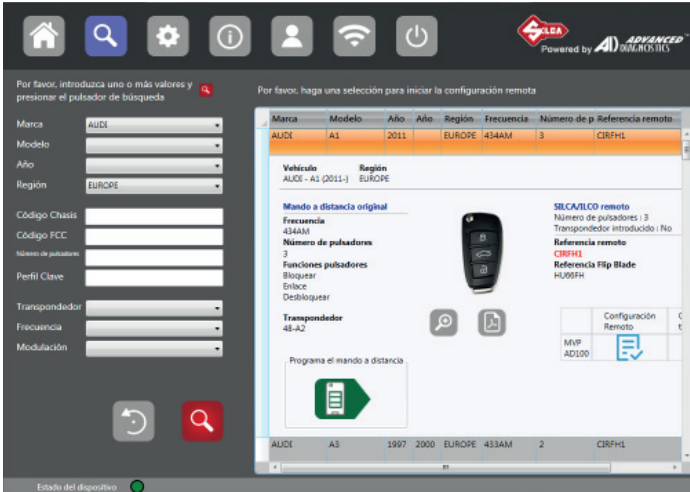 SILCA
Powered by AD ADVANCED DIAGNOSTICS
Por favor, introduzca uno o más valores y
presionar el pulsador de búsqueda
Marca AUDI
Modelo
Año
Región EUROPE
Código Chasis
Código FCC
Número de pulsadores
Perfil Clave
Transpondedor
Frecuencia
Modulación
Por favor, haga una selección para iniciar la configuración remota
Marca Modelo Año Año Región Frecuencia Número de p Referencia remoto
AUDI A1 2011 EUROPE 434AM 3 CIRFH1
Vehículo Región
AUDI - A1 (2011-) EUROPE
Mando a distancia original
Frecuencia
434AM
Número de pulsadores
3
Funciones pulsadores
Bloquear
Enlace
Desbloquear
Transpondedor
48-A2
Programa el mando a distancia
SILCA/ILCO remoto
Número de pulsadores : 3
Transpondedor introducido : No
Referencia remoto
CIRFH1
Referencia Flip Blade
HU66FH
Configuración
Remoto
MVP
AD100
AUDI A3 1997 2000 EUROPE 433AM 2 CIRFH1
Estado del dispositivo